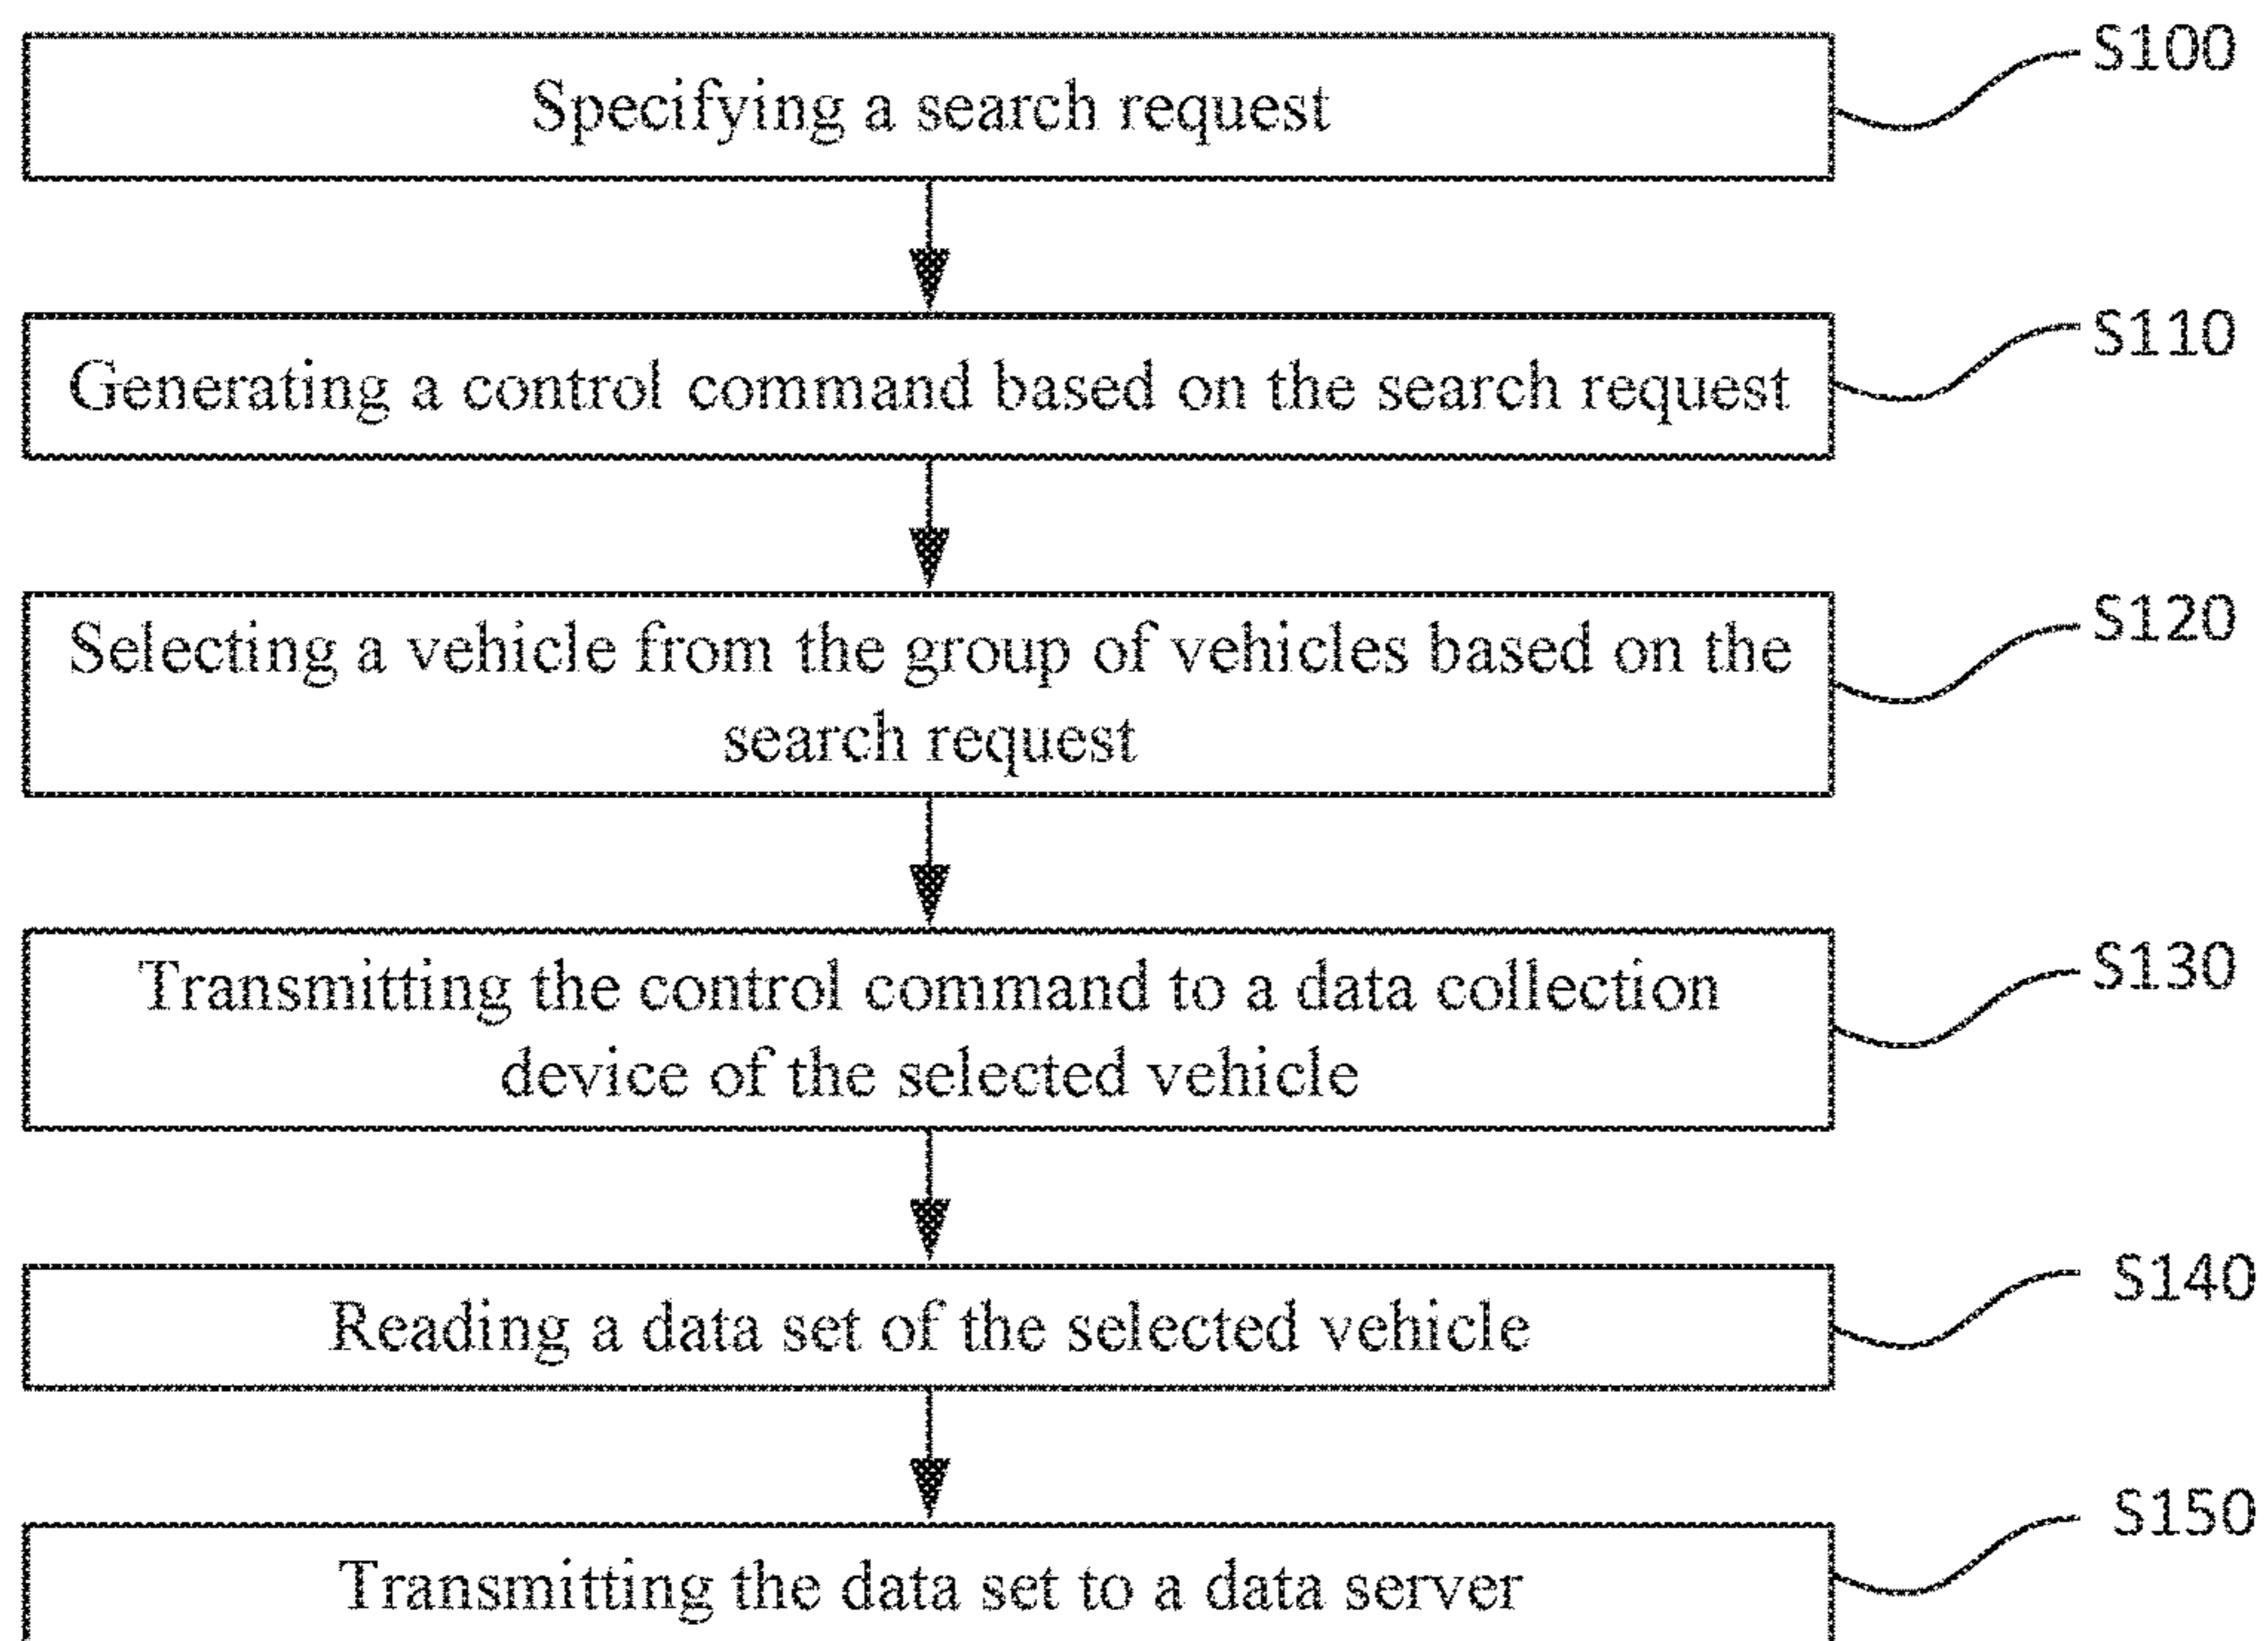 Specifying a search request
S100
Generating a control command based on the search request
S110
Selecting a vehicle from the group of vehicles based on the
search request
S120
Transmitting the control command to a data collection
device of the selected vehicle
S130
Reading a data set of the selected vehicle
S140
Transmitting the data set to a data server
S150